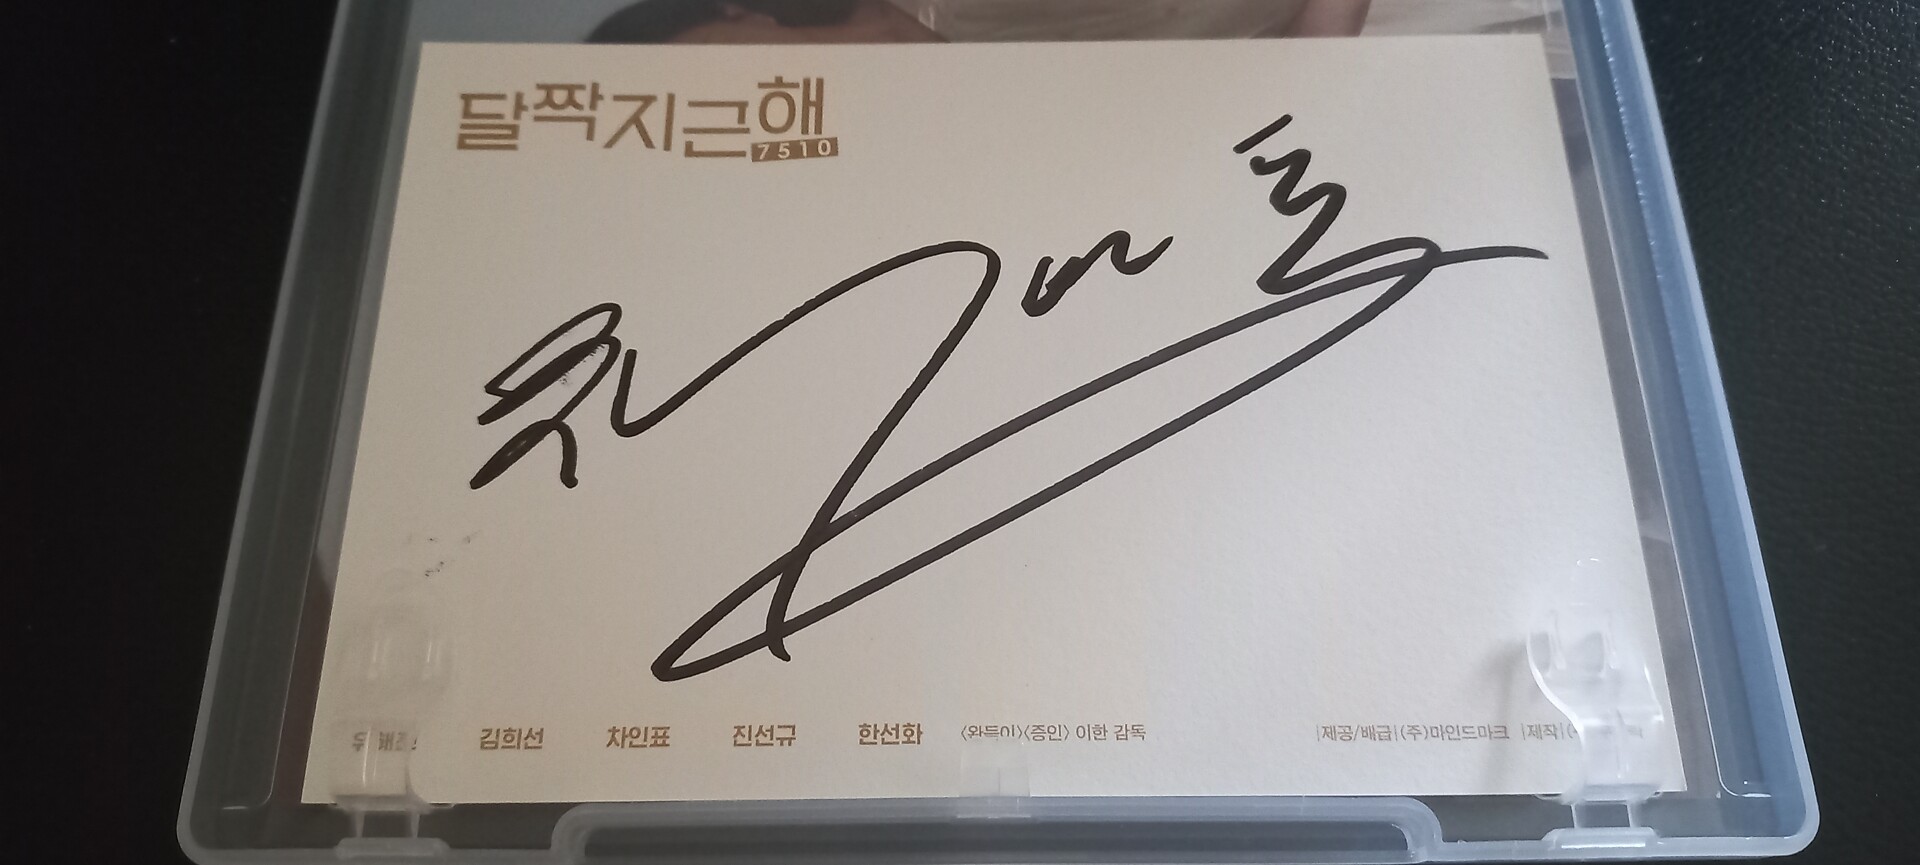 달짝지근해
7510
김희선 차인표 진선규 한선화 <완득이><증인> 이한 감독 |제공/배급|(주)마인드마크 |제작|